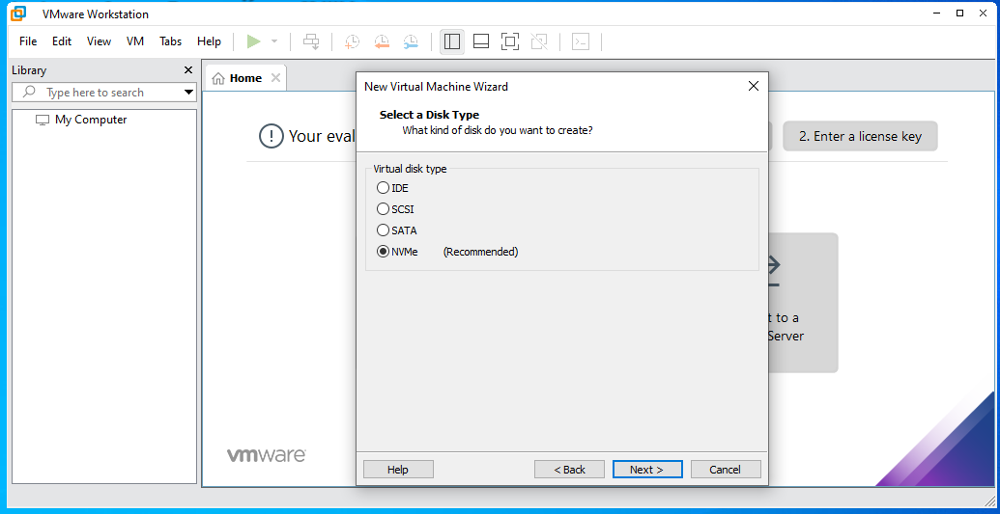 VMware Workstation
File Edit View VM Tabs Help
Library
Type here to search
My Computer
Home
Your eval
2. Enter a license key
t to a
Server
vmware
New Virtual Machine Wizard
Select a Disk Type
What kind of disk do you want to create?
Virtual disk type
IDE
SCSI
SATA
NVMe (Recommended)
Help < Back Next > Cancel